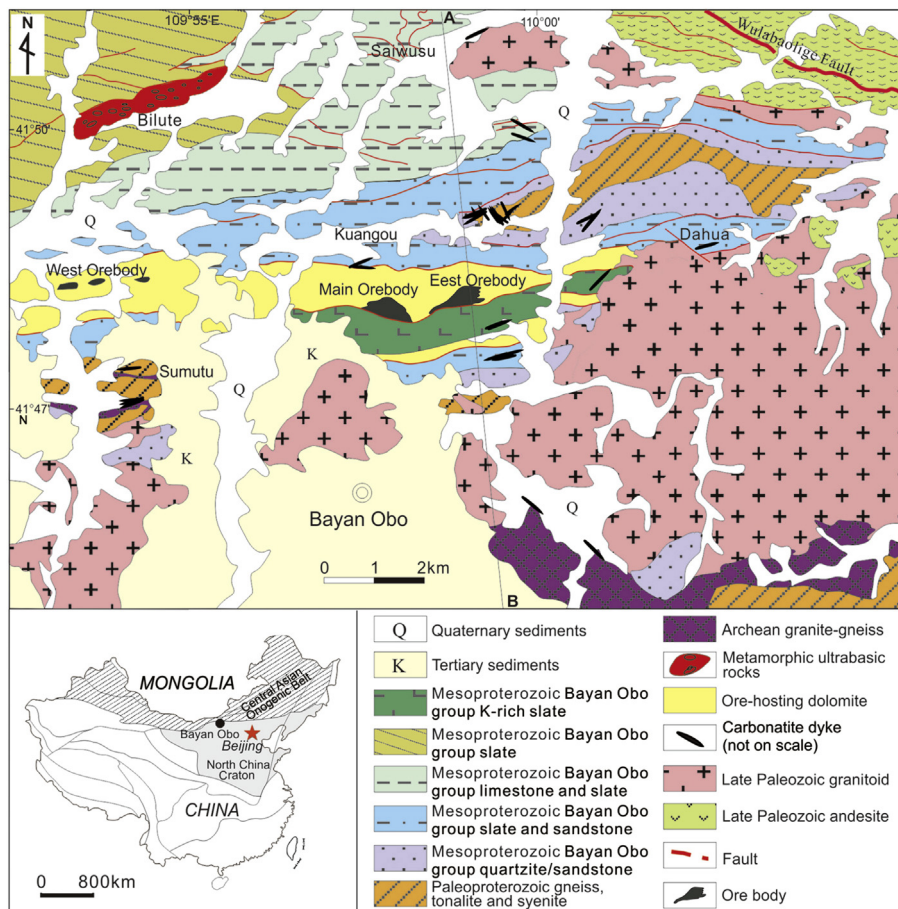 109°55'E
A
110°00'
N
Saiwusu
Wulabaolige Fault
Bilute
41°50'
Q
Q
Kuangou
Dahua
West Orebody
Main Orebody
Eest Orebody
K
Sumutu
Q
41°47'
N
K
Q
Bayan Obo
0 1 2km
B
MONGOLIA
Central Asian
Onogenic Belt
Bayan Obo
Beijing
North China
Craton
CHINA
0 800km
Q Quaternary sediments
K Tertiary sediments
Mesoproterozoic Bayan Obo
group K-rich slate
Mesoproterozoic Bayan Obo
group slate
Mesoproterozoic Bayan Obo
group limestone and slate
Mesoproterozoic Bayan Obo
group slate and sandstone
Mesoproterozoic Bayan Obo
group quartzite/sandstone
Paleoproterozoic gneiss,
tonalite and syenite
Archean granite-gneiss
Metamorphic ultrabasic
rocks
Ore-hosting dolomite
Carbonatite dyke
(not on scale)
Late Paleozoic granitoid
Late Paleozoic andesite
Fault
Ore body